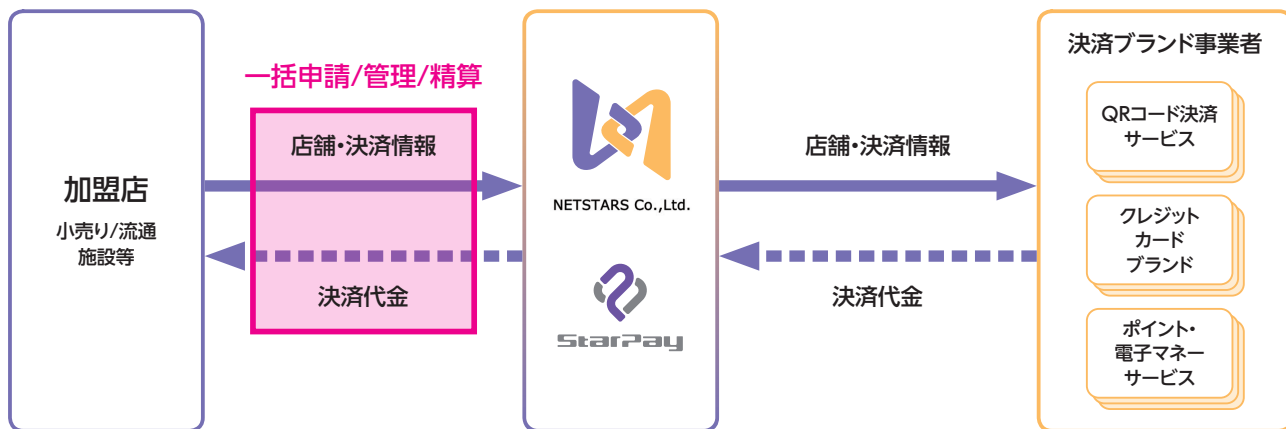 加盟店
小売り/流通
施設等
一括申請/管理/精算
店舗・決済情報
決済代金
NETSTARS Co.,Ltd.
StarPay
店舗・決済情報
決済代金
決済ブランド事業者
QRコード決済
サービス
クレジット
カード
ブランド
ポイント・
電子マネー
サービス